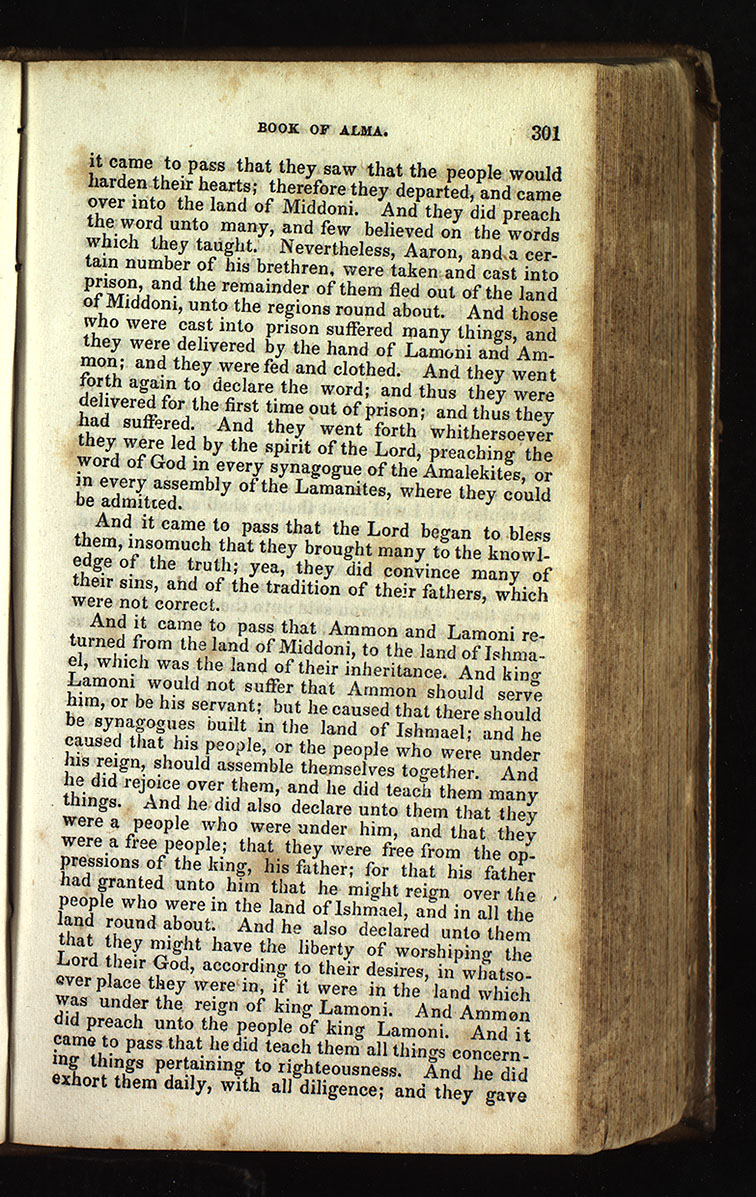 BOOK OF ALMA. 301
it came to pass that they saw that the people would
harden their hearts; therefore they departed, and came
over into the land of Middoni. And they did preach
the word unto many, and few believed on the words
which they taught. Nevertheless, Aaron, and a cer-
tain number of his brethren, were taken and cast into
prison, and the remainder of them fled out of the land
of Middoni, unto the regions round about. And those
who were cast into prison suffered many things, and
they were delivered by the hand of Lamoni and Am-
mon; and they were fed and clothed. And they went
forth again to declare the word; and thus they were
delivered for the first time out of prison; and thus they
had suffered. And they went forth whithersoever
they were led by the spirit of the Lord, preaching the
word of God in every synagogue of the Amalekites, or
in every assembly of the Lamanites, where they could
be admitted.
And it came to pass that the Lord began to bless
them, insomuch that they brought many to the knowl-
edge of the truth; yea, they did convince many of
their sins, and of the tradition of their fathers, which
were not correct.
And it came to pass that Ammon and Lamoni re-
turned from the land of Middoni, to the land of Ishma-
el, which was the land of their inheritance. And king
Lamoni would not suffer that Ammon should serve
him, or be his servant; but he caused that there should
be synagogues built in the land of Ishmael; and he
caused that his people, or the people who were under
his reign, should assemble themselves together. And
he did rejoice over them, and he did teach them many
things. And he did also declare unto them that they
were a people who were under him, and that they
were a free people; that they were free from the op-
pressions of the king, his father; for that his father
had granted unto him that he might reign over the
people who were in the land of Ishmael, and in all the
land round about. And he also declared unto them
that they might have the liberty of worshiping the
Lord their God, according to their desires, in whatso-
ever place they were in, if it were in the land which
was under the reign of king Lamoni. And Ammon
did preach unto the people of king Lamoni. And it
came to pass that he did teach them all things concern-
ing things pertaining to righteousness. And he did
exhort them daily, with all diligence; and they gave